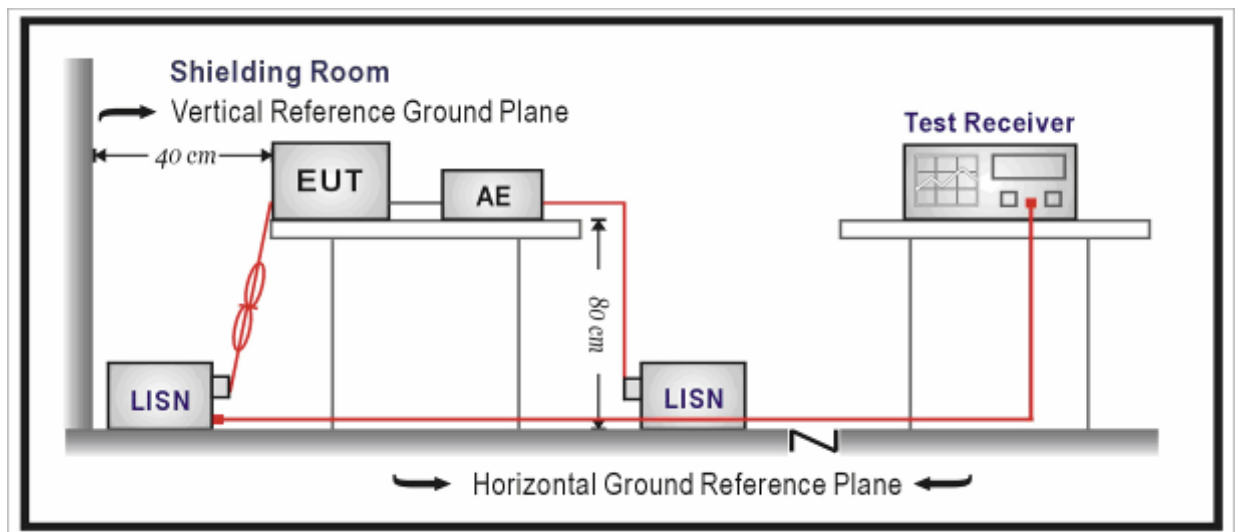 Shielding Room
Vertical Reference Ground Plane
40 cm
EUT
AE
Test Receiver
80 cm
LISN
LISN
Horizontal Ground Reference Plane